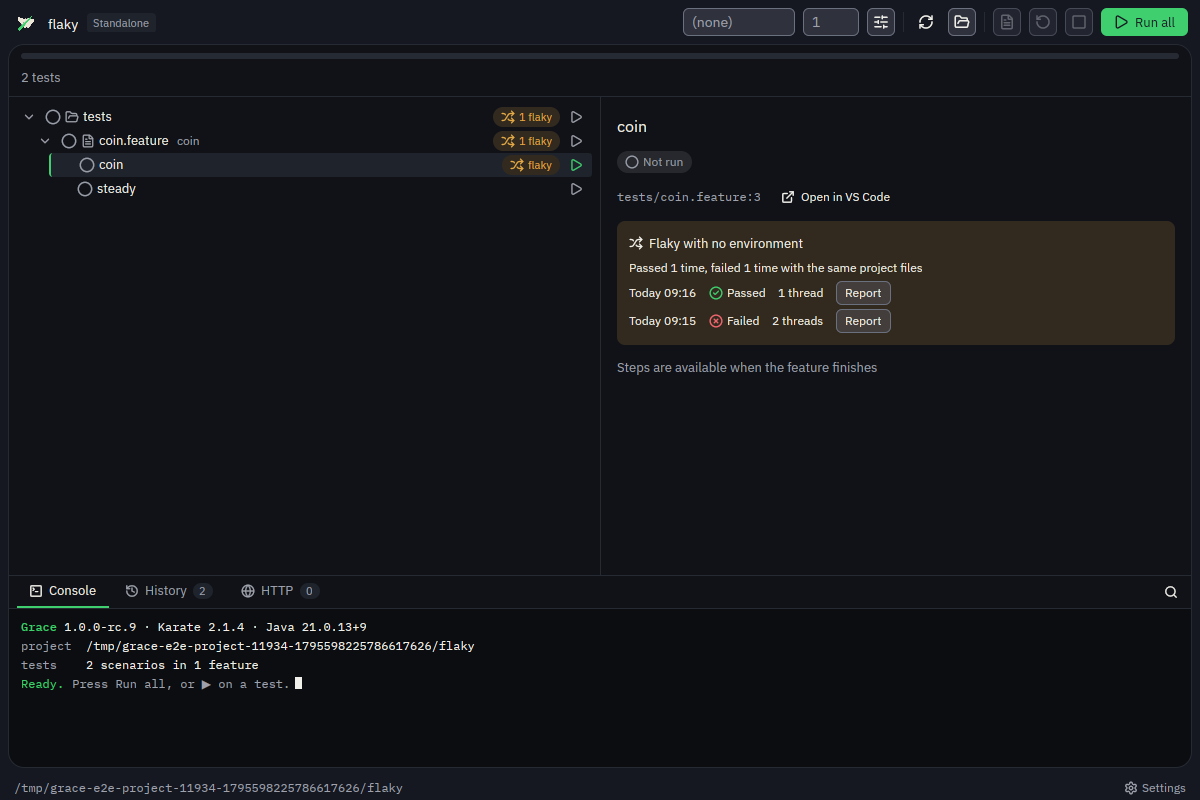 flaky Standalone (none) 1 Run all
2 tests
tests 1 flaky
coin.feature coin 1 flaky
coin flaky
steady
coin
Not run
tests/coin.feature:3 Open in VS Code
Flaky with no environment
Passed 1 time, failed 1 time with the same project files
Today 09:16 Passed 1 thread Report
Today 09:15 Failed 2 threads Report
Steps are available when the feature finishes
Console History 2 HTTP 0
Grace 1.0.0-rc.9 · Karate 2.1.4 · Java 21.0.13+9
project /tmp/grace-e2e-project-11934-1795598225786617626/flaky
tests 2 scenarios in 1 feature
Ready. Press Run all, or ▶ on a test.
/tmp/grace-e2e-project-11934-1795598225786617626/flaky Settings